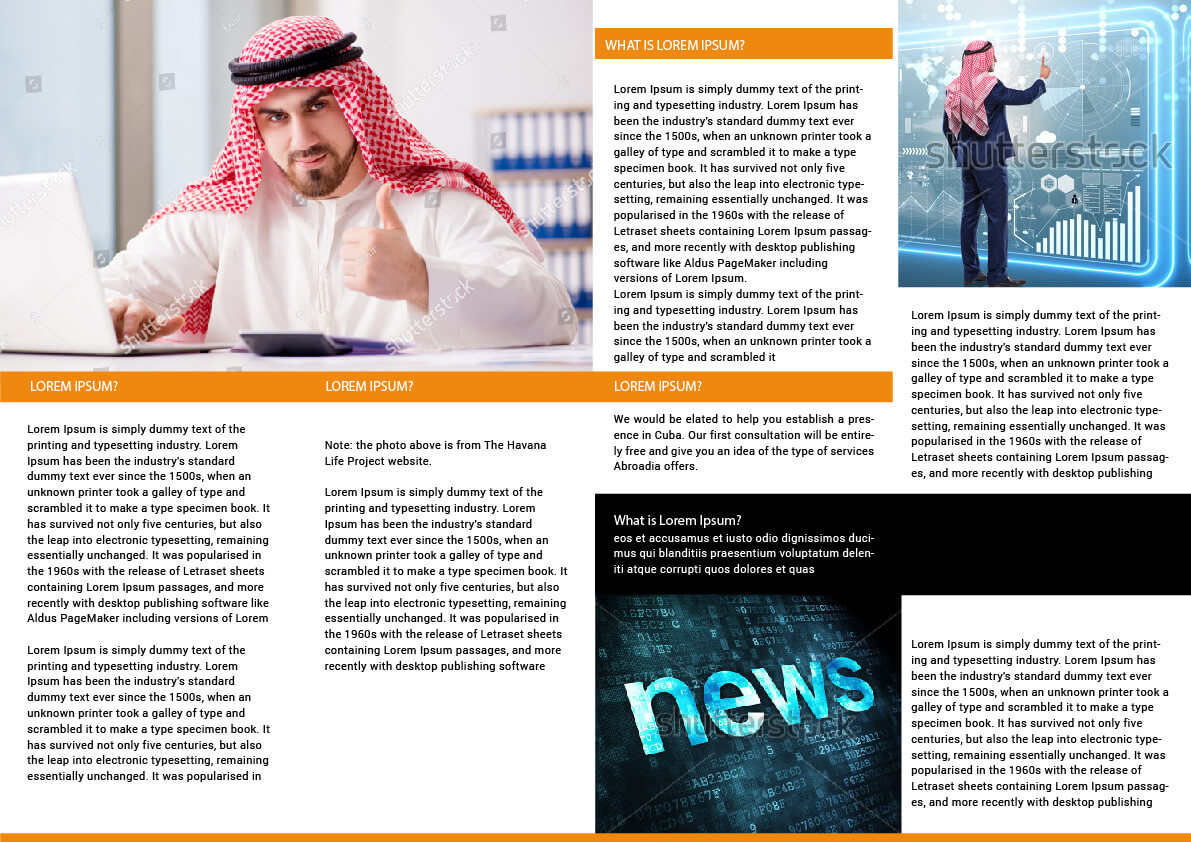 WHAT IS LOREM IPSUM?
Lorem Ipsum is simply dummy text of the print-
ing and typesetting industry. Lorem Ipsum has
been the industry's standard dummy text ever
since the 1500s, when an unknown printer took a
galley of type and scrambled it to make a type
specimen book. It has survived not only five
centuries, but also the leap into electronic type-
setting, remaining essentially unchanged. It was
popularised in the 1960s with the release of
Letraset sheets containing Lorem Ipsum passag-
es, and more recently with desktop publishing
software like Aldus PageMaker including
versions of Lorem Ipsum.
Lorem Ipsum is simply dummy text of the print-
ing and typesetting industry. Lorem Ipsum has
been the industry's standard dummy text ever
since the 1500s, when an unknown printer took a
galley of type and scrambled it
shutterstock
Lorem Ipsum is simply dummy text of the print-
ing and typesetting industry. Lorem Ipsum has
been the industry's standard dummy text ever
since the 1500s, when an unknown printer took a
galley of type and scrambled it to make a type
specimen book. It has survived not only five
centuries, but also the leap into electronic type-
setting, remaining essentially unchanged. It was
popularised in the 1960s with the release of
Letraset sheets containing Lorem Ipsum passag-
es, and more recently with desktop publishing
LOREM IPSUM?
Lorem Ipsum is simply dummy text of the
printing and typesetting industry. Lorem
Ipsum has been the industry's standard
dummy text ever since the 1500s, when an
unknown printer took a galley of type and
scrambled it to make a type specimen book. It
has survived not only five centuries, but also
the leap into electronic typesetting, remaining
essentially unchanged. It was popularised in
the 1960s with the release of Letraset sheets
containing Lorem Ipsum passages, and more
recently with desktop publishing software like
Aldus PageMaker including versions of Lorem
Lorem Ipsum is simply dummy text of the
printing and typesetting industry. Lorem
Ipsum has been the industry's standard
dummy text ever since the 1500s, when an
unknown printer took a galley of type and
scrambled it to make a type specimen book. It
has survived not only five centuries, but also
the leap into electronic typesetting, remaining
essentially unchanged. It was popularised in
LOREM IPSUM?
Note: the photo above is from The Havana
Life Project website.
Lorem Ipsum is simply dummy text of the
printing and typesetting industry. Lorem
Ipsum has been the industry's standard
dummy text ever since the 1500s, when an
unknown printer took a galley of type and
scrambled it to make a type specimen book. It
has survived not only five centuries, but also
the leap into electronic typesetting, remaining
essentially unchanged. It was popularised in
the 1960s with the release of Letraset sheets
containing Lorem Ipsum passages, and more
recently with desktop publishing software
LOREM IPSUM?
We would be elated to help you establish a pres-
ence in Cuba. Our first consultation will be entire-
ly free and give you an idea of the type of services
Abroadia offers.
What is Lorem Ipsum?
eos et accusamus et iusto odio dignissimos duci-
mus qui blanditiis praesentium voluptatum delen-
iti atque corrupti quos dolores et quas
news
shutterstock
Lorem Ipsum is simply dummy text of the print-
ing and typesetting industry. Lorem Ipsum has
been the industry's standard dummy text ever
since the 1500s, when an unknown printer took a
galley of type and scrambled it to make a type
specimen book. It has survived not only five
centuries, but also the leap into electronic type-
setting, remaining essentially unchanged. It was
popularised in the 1960s with the release of
Letraset sheets containing Lorem Ipsum passag-
es, and more recently with desktop publishing